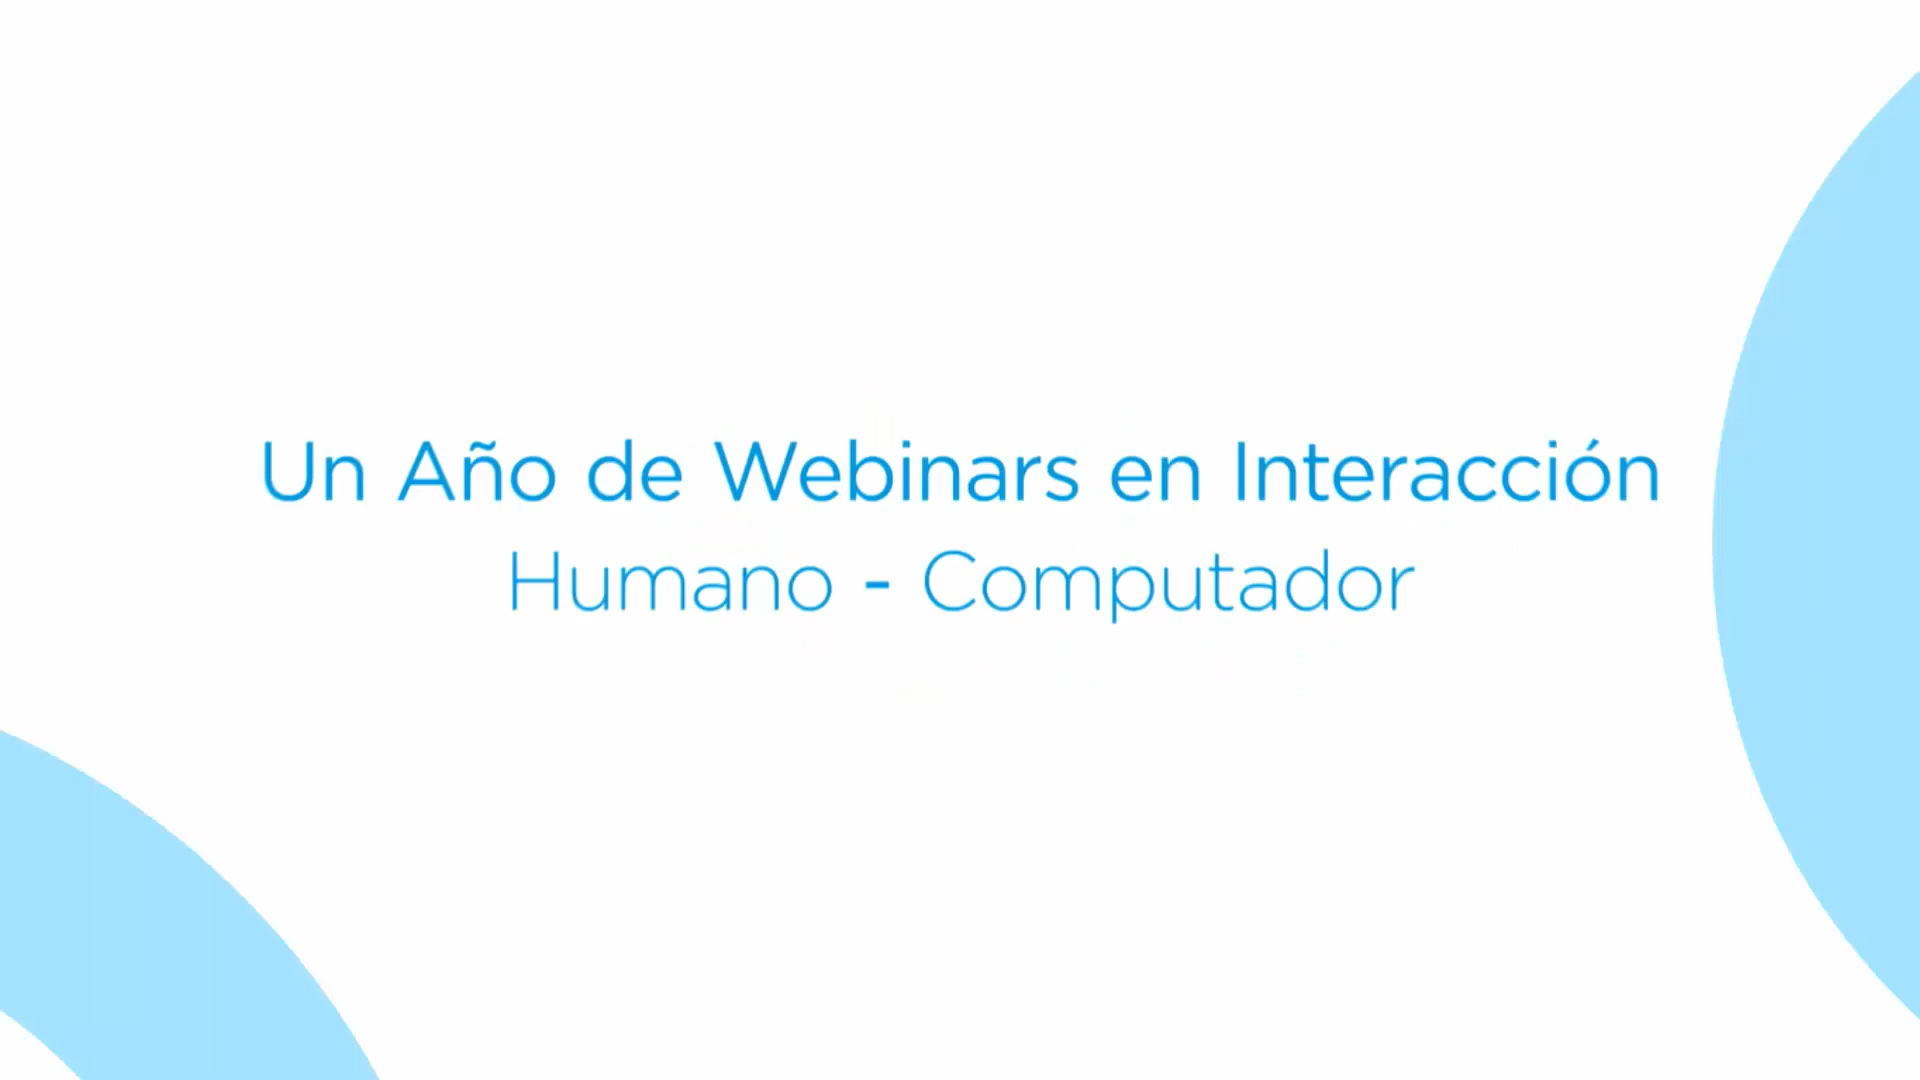 Un Año de Webinars en Interacción
Humano - Computador